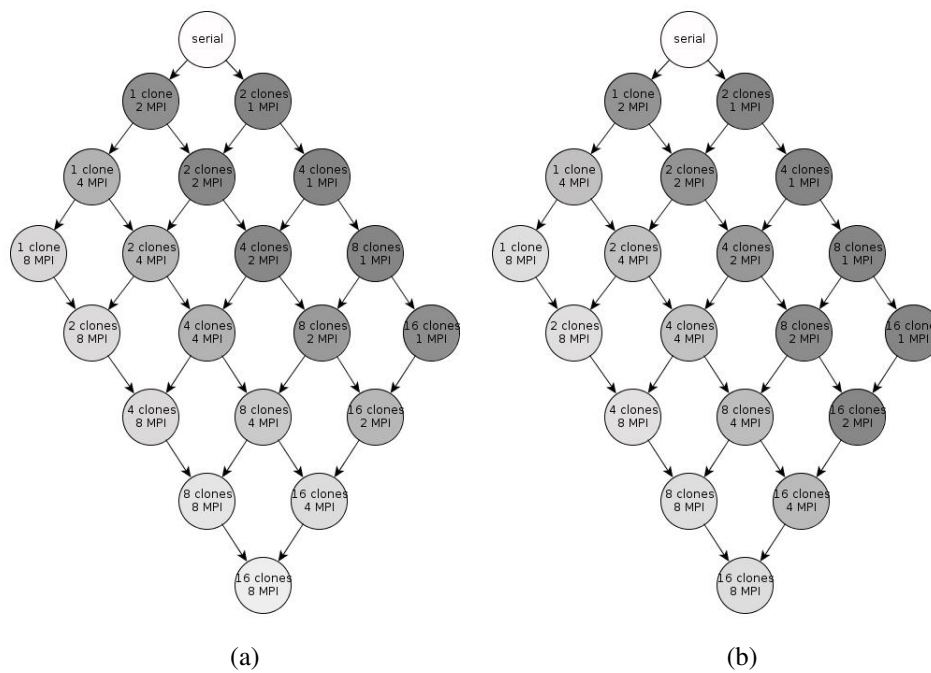 serial
1 clone
2 MPI
2 clones
1 MPI
1 clone
4 MPI
2 clones
2 MPI
4 clones
1 MPI
1 clone
8 MPI
2 clones
4 MPI
4 clones
2 MPI
8 clones
1 MPI
2 clones
8 MPI
4 clones
4 MPI
8 clones
2 MPI
16 clones
1 MPI
4 clones
8 MPI
8 clones
4 MPI
16 clones
2 MPI
8 clones
8 MPI
16 clones
4 MPI
16 clones
8 MPI
(a)
serial
1 clone
2 MPI
2 clones
1 MPI
1 clone
4 MPI
2 clones
2 MPI
4 clones
1 MPI
1 clone
8 MPI
2 clones
4 MPI
4 clones
2 MPI
8 clones
1 MPI
2 clones
8 MPI
4 clones
4 MPI
8 clones
2 MPI
16 clone
1 MPI
4 clones
8 MPI
8 clones
4 MPI
16 clones
2 MPI
8 clones
8 MPI
16 clones
4 MPI
16 clones
8 MPI
(b)